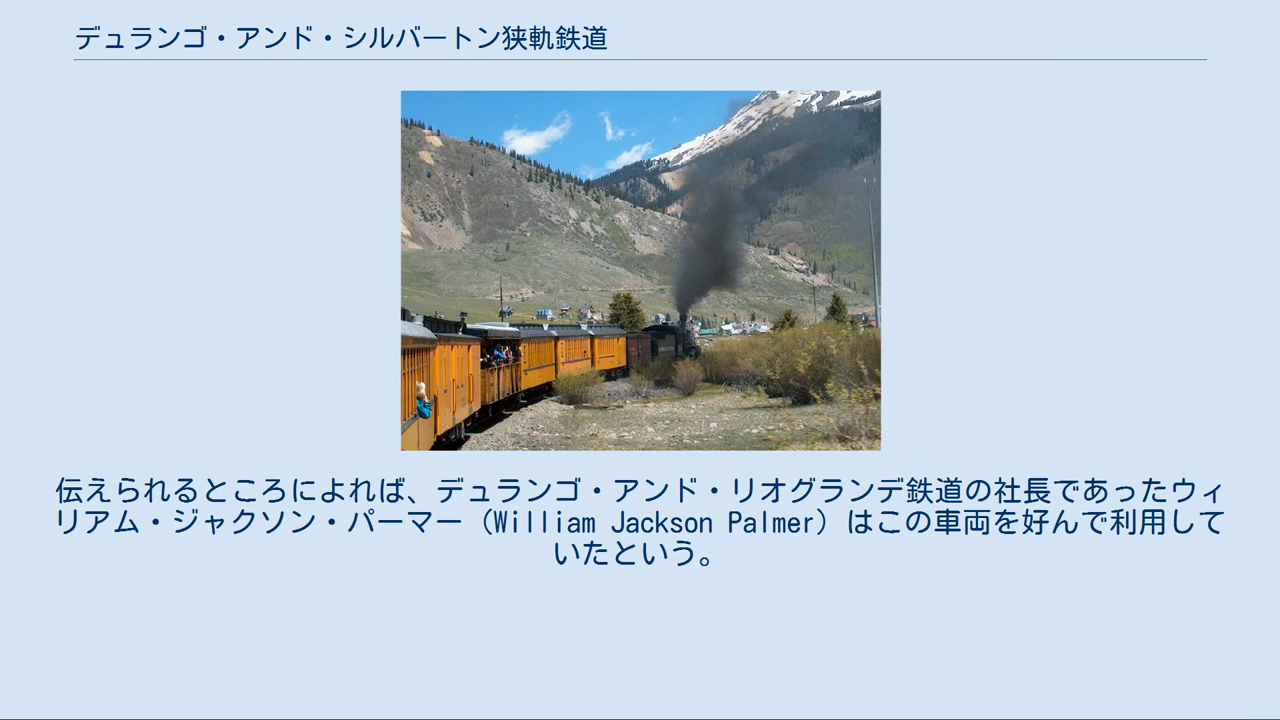 デュランゴ・アンド・シルバートン狭軌鉄道
伝えられるところによれば、デュランゴ・アンド・リオグランデ鉄道の社長であったウィ
リアム・ジャクソン・パーマー（William Jackson Palmer）はこの車両を好んで利用して
いたという。